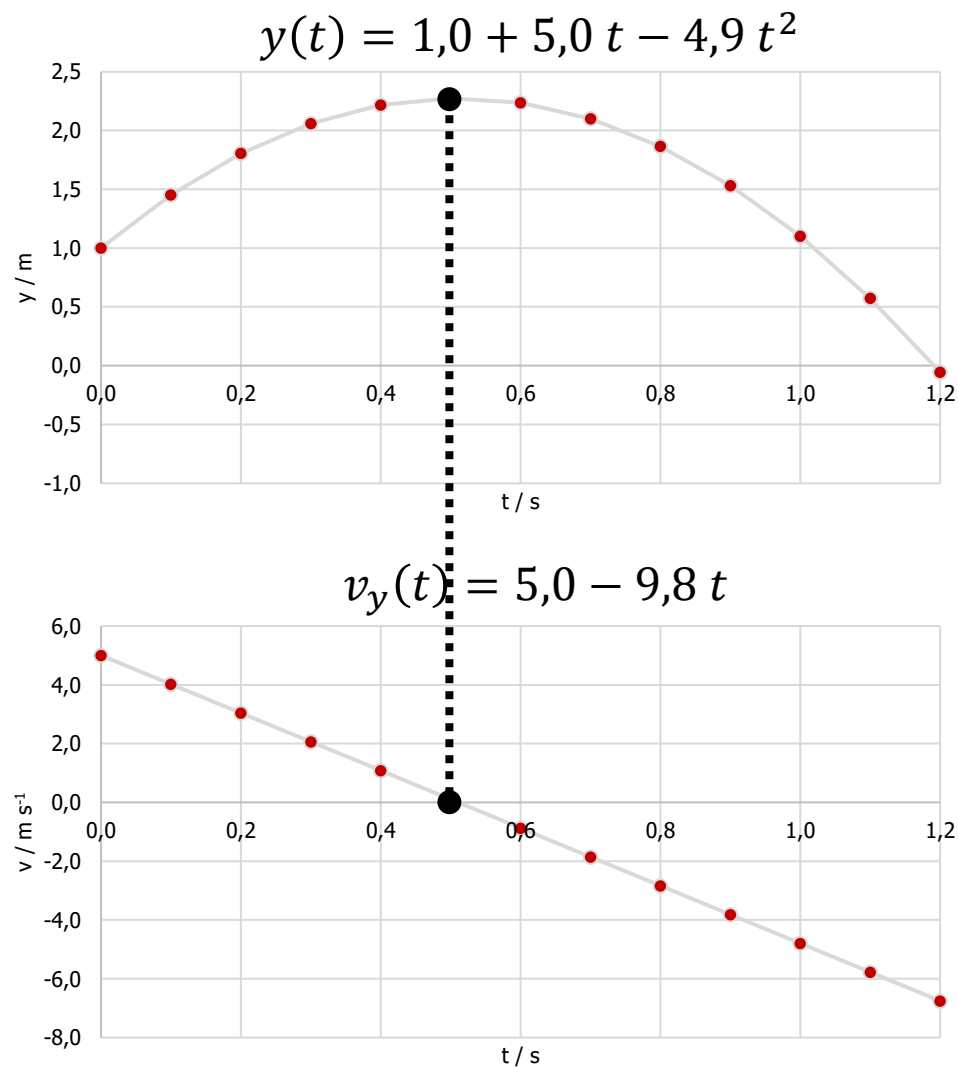 y(t) = 1,0 + 5,0 t − 4,9 t²
2,5
2,0
1,5
1,0
0,5
0,0
-0,5
-1,0
y / m
0,0 0,2 0,4 0,6 0,8 1,0 1,2
t / s
v_y(t) = 5,0 − 9,8 t
6,0
4,0
2,0
0,0
-2,0
-4,0
-6,0
-8,0
v / m s⁻¹
0,0 0,2 0,4 0,6 0,8 1,0 1,2
t / s